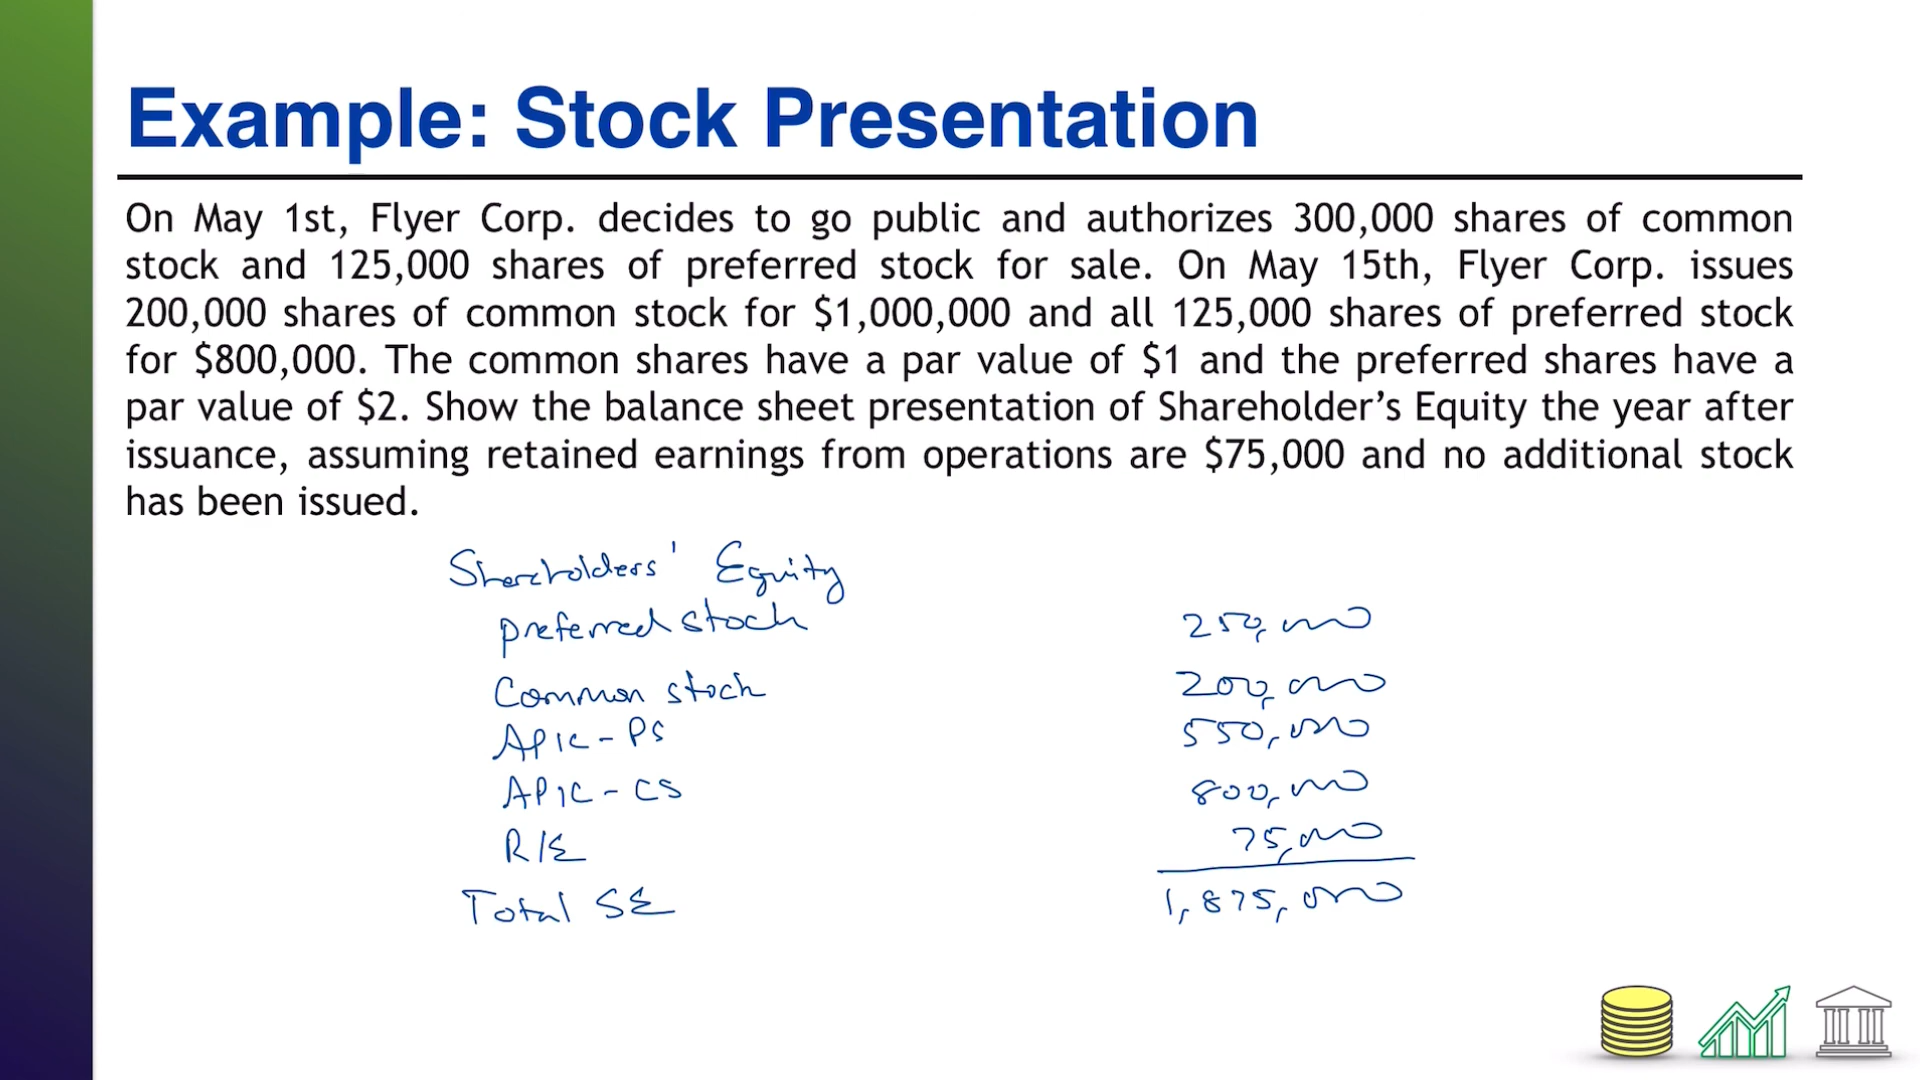 Example: Stock Presentation
On May 1st, Flyer Corp. decides to go public and authorizes 300,000 shares of common
stock and 125,000 shares of preferred stock for sale. On May 15th, Flyer Corp. issues
200,000 shares of common stock for $1,000,000 and all 125,000 shares of preferred stock
for $800,000. The common shares have a par value of $1 and the preferred shares have a
par value of $2. Show the balance sheet presentation of Shareholder’s Equity the year after
issuance, assuming retained earnings from operations are $75,000 and no additional stock
has been issued.
Shareholders' Equity
preferred stock 250,000
Common stock 200,000
APIC - PS 550,000
APIC - CS 800,000
R/E 75,000
Total SE 1,875,000